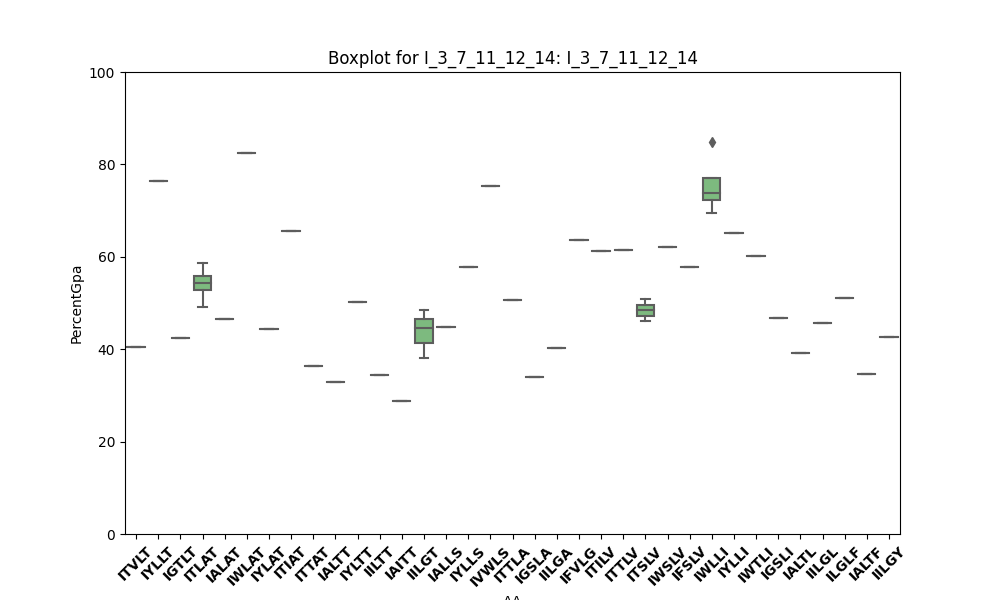 Boxplot for I_3_7_11_12_14: I_3_7_11_12_14
100
80
60
40
20
0
PercentGpa
ITVLT
IYLLT
IGTLT
ITLAT
IALAT
IWLAT
IYLAT
ITIAT
ITTAT
IALTT
IYLTT
IILTT
IAITT
IILGT
IALLS
IYLLS
IVWLS
ITTLA
IGSLA
IILGA
IFVLG
ITILV
ITTLV
ITSLV
IWSLV
IFSLV
IWLLI
IYLLI
IWTLI
IGSLI
IALTL
IILGL
ILGLF
IALTF
IILGY